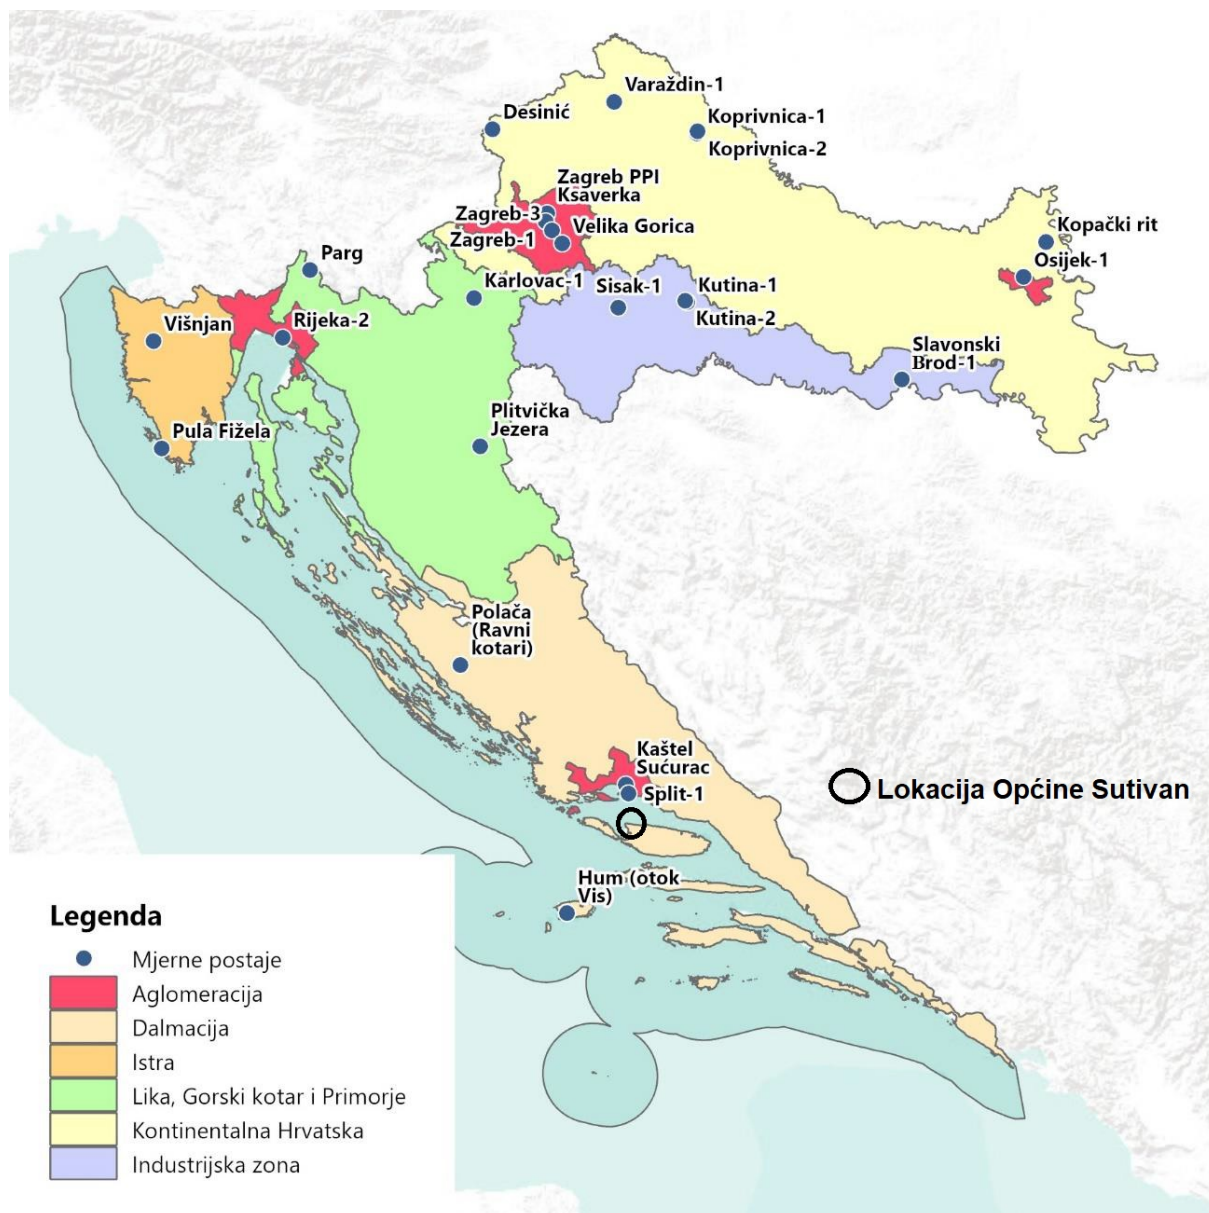 Varaždin-1
Desinić
Koprivnica-1
Koprivnica-2
Zagreb PPI
Ksaverka
Zagreb-3
Zagreb-1
Velika Gorica
Kopački rit
Osijek-1
Parg
Karlovac-1
Sisak-1
Kutina-1
Kutina-2
Višnjan
Rijeka-2
Slavonski
Brod-1
Plitvička
Jezera
Pula Fižela
Polača
(Ravni
kotari)
Kaštel
Sućurac
Split-1
Lokacija Općine Sutivan
Hum (otok
Vis)
Legenda
Mjerne postaje
Aglomeracija
Dalmacija
Istra
Lika, Gorski kotar i Primorje
Kontinentalna Hrvatska
Industrijska zona